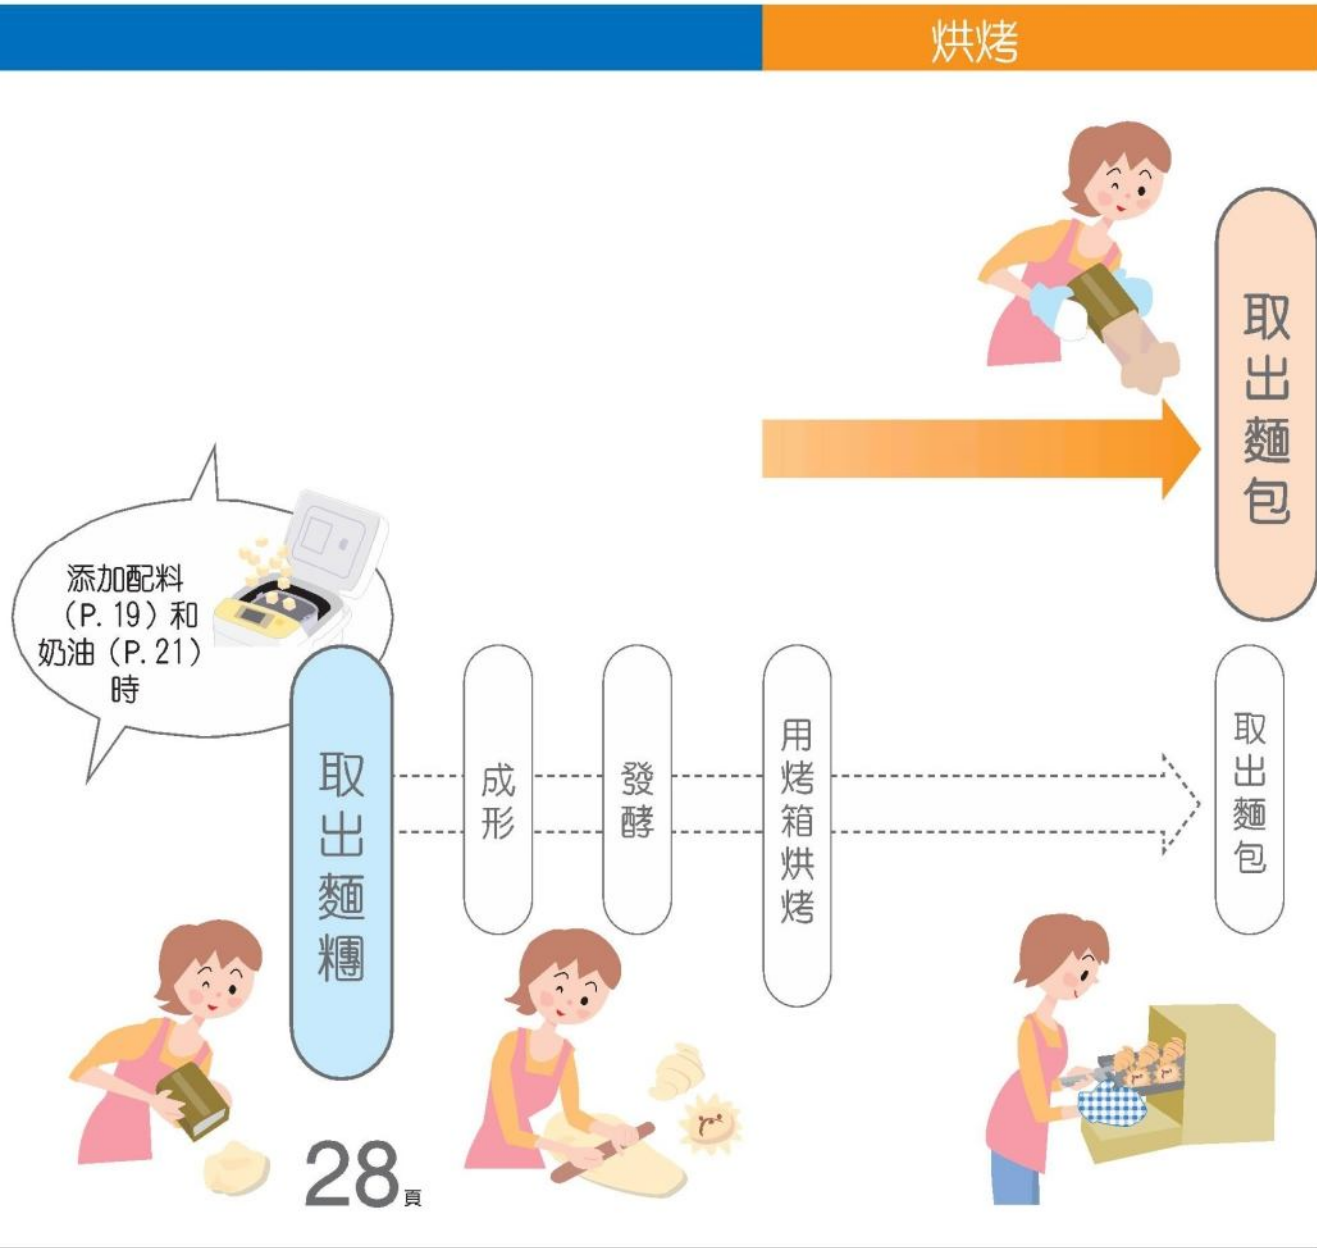 烘烤
取出麵包
添加配料
（P. 19）和
奶油（P. 21）
時
取出麵糰
成形
發酵
用烤箱烘烤
取出麵包
28頁